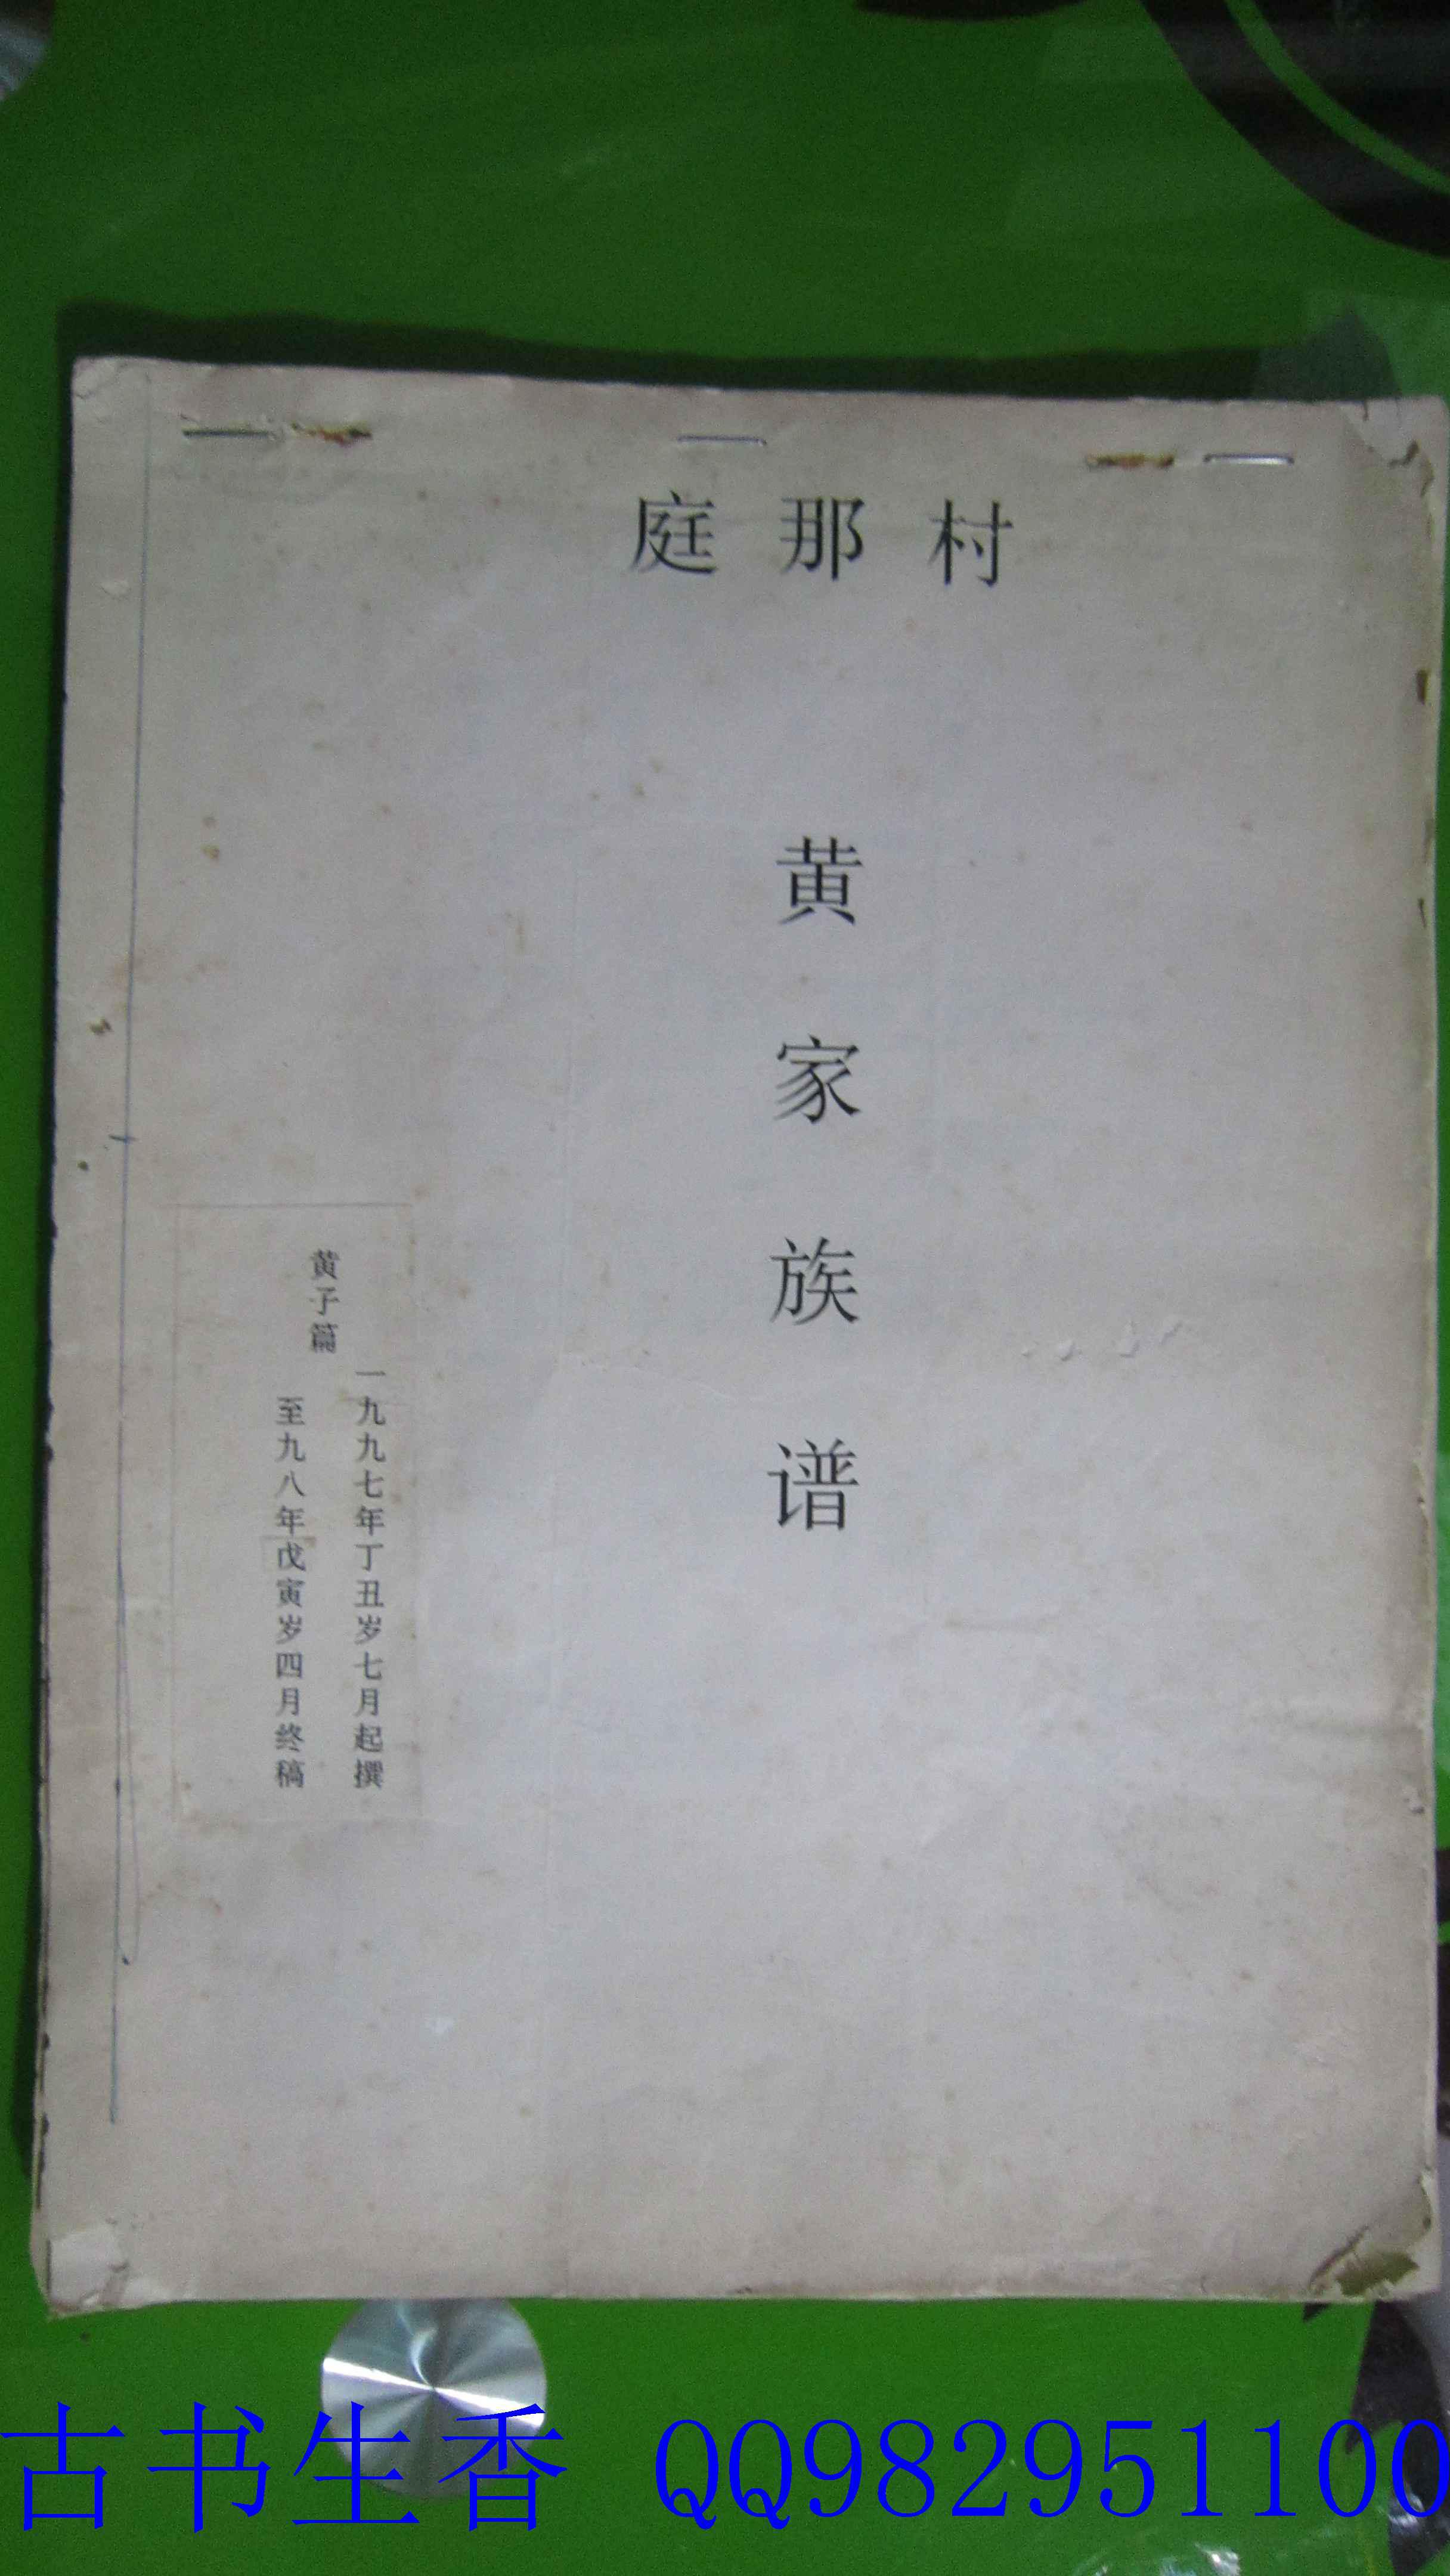 庭那村
黄家族谱
一九九七年丁丑岁七月起撰
黄子篇
至九八年戊寅岁四月终稿
古书生香 QQ982951100